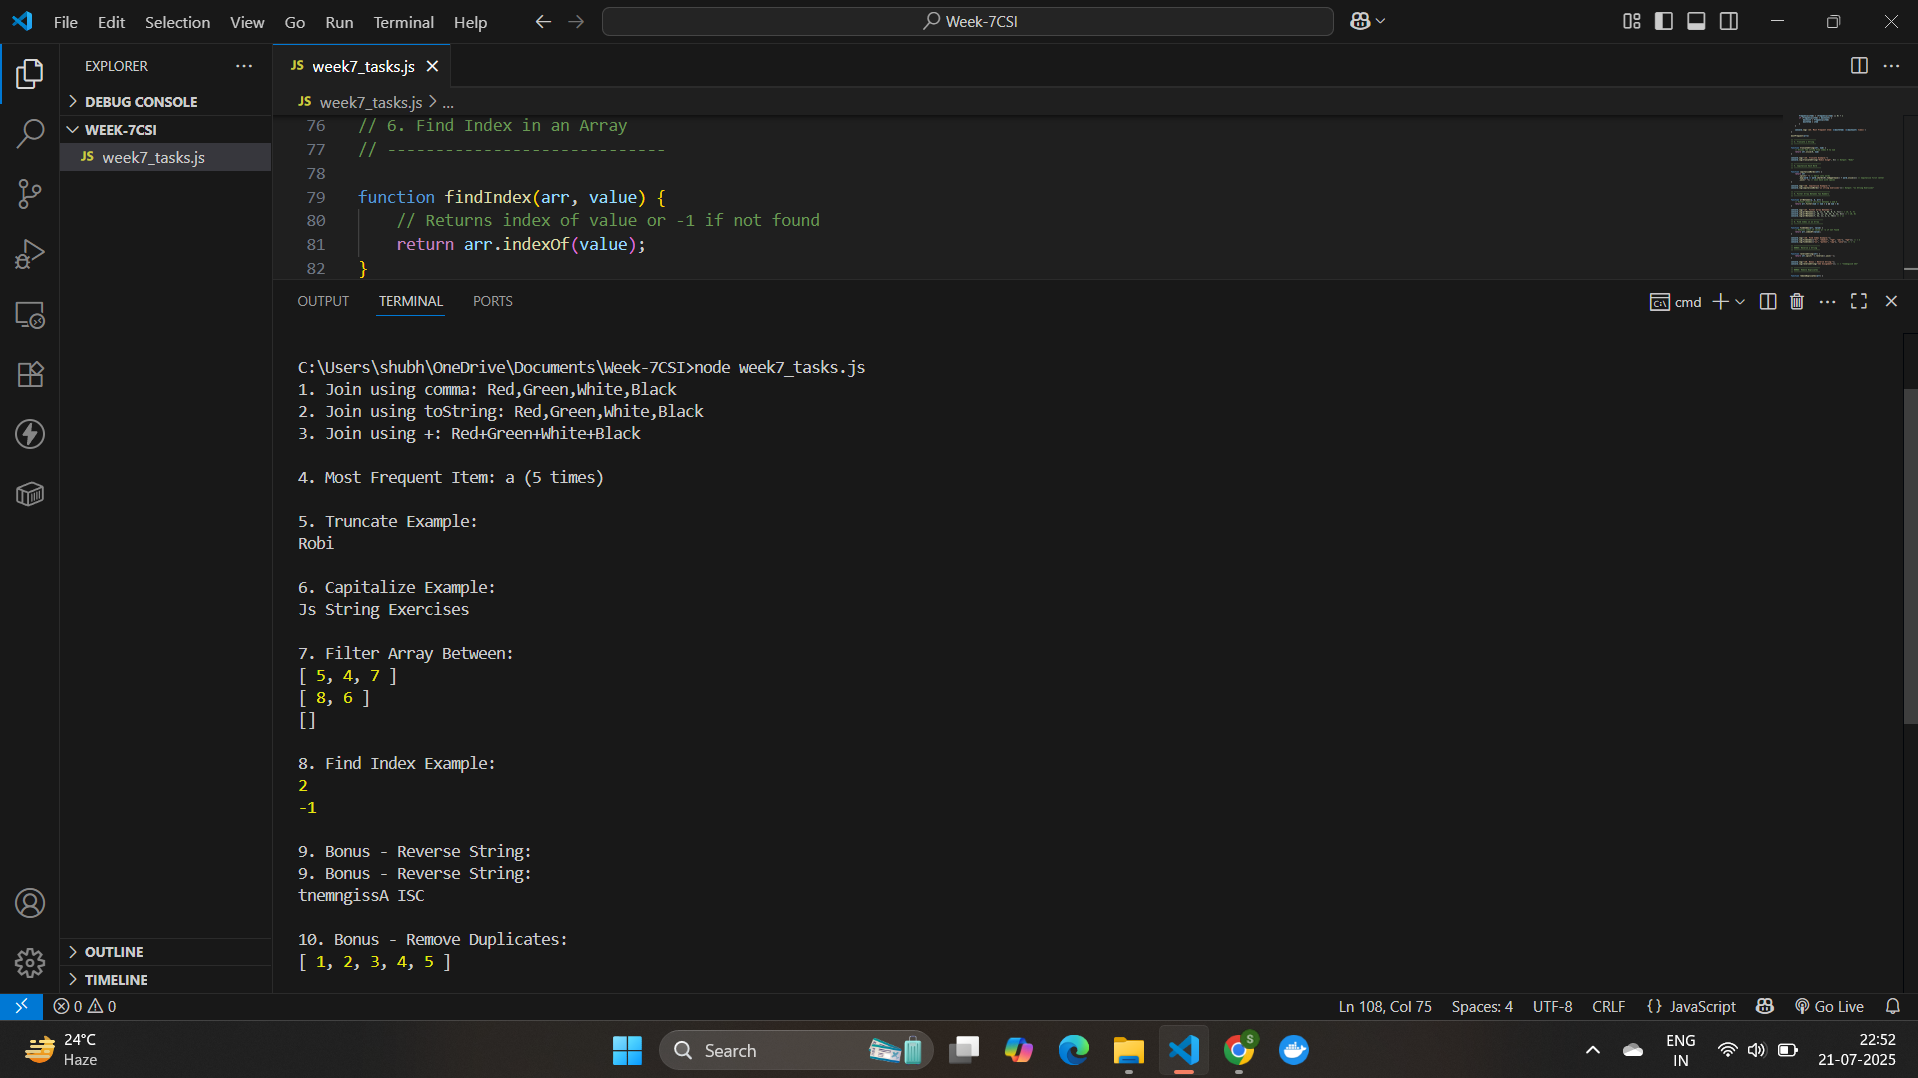 File Edit Selection View Go Run Terminal Help
Week-7CSI
EXPLORER
DEBUG CONSOLE
WEEK-7CSI
JS week7_tasks.js
OUTLINE
TIMELINE
JS week7_tasks.js
JS week7_tasks.js > ...
76 // 6. Find Index in an Array
77 // -----------------------------
78
79 function findIndex(arr, value) {
80 // Returns index of value or -1 if not found
81 return arr.indexOf(value);
82 }
OUTPUT TERMINAL PORTS
cmd
C:\Users\shubh\OneDrive\Documents\Week-7CSI>node week7_tasks.js
1. Join using comma: Red,Green,White,Black
2. Join using toString: Red,Green,White,Black
3. Join using +: Red+Green+White+Black
4. Most Frequent Item: a (5 times)
5. Truncate Example:
Robi
6. Capitalize Example:
Js String Exercises
7. Filter Array Between:
[ 5, 4, 7 ]
[ 8, 6 ]
[]
8. Find Index Example:
2
-1
9. Bonus - Reverse String:
9. Bonus - Reverse String:
tnemngissA ISC
10. Bonus - Remove Duplicates:
[ 1, 2, 3, 4, 5 ]
0 0
Ln 108, Col 75 Spaces: 4 UTF-8 CRLF {} JavaScript Go Live
24°C
Haze
Search
S
ENG
IN
22:52
21-07-2025